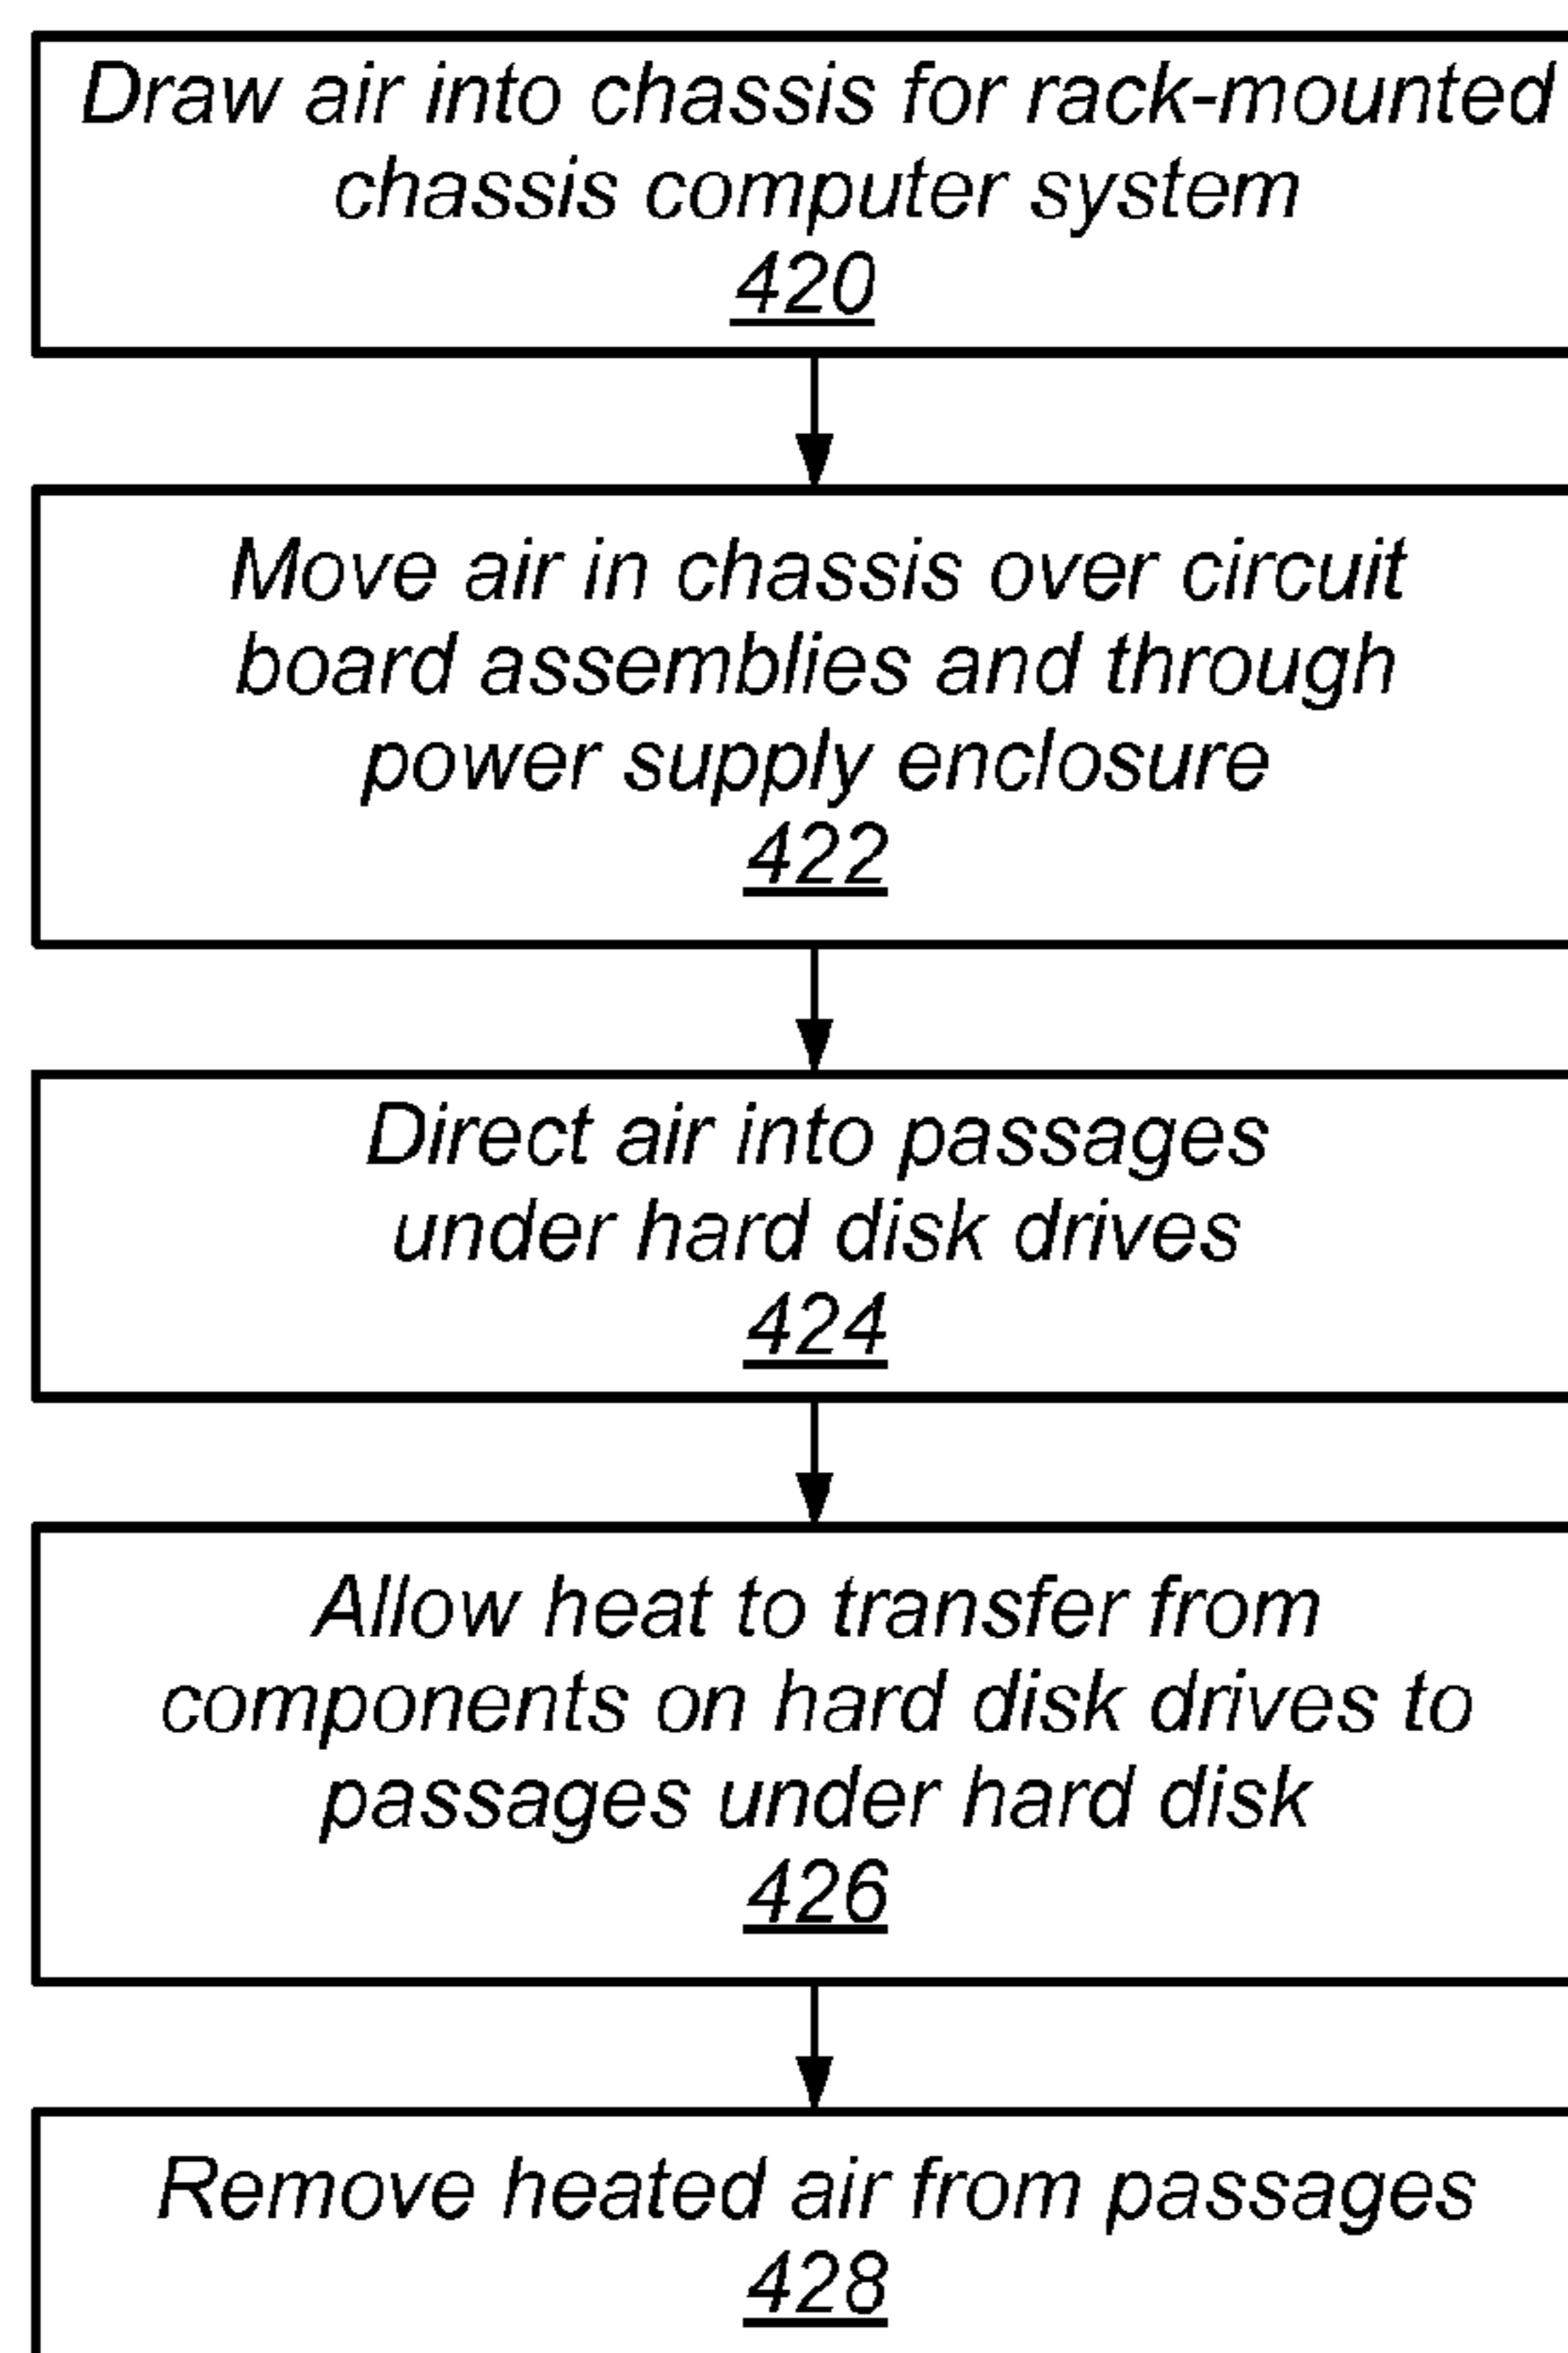 Draw air into chassis for rack-mounted
chassis computer system
420
Move air in chassis over circuit
board assemblies and through
power supply enclosure
422
Direct air into passages
under hard disk drives
424
Allow heat to transfer from
components on hard disk drives to
passages under hard disk
426
Remove heated air from passages
428